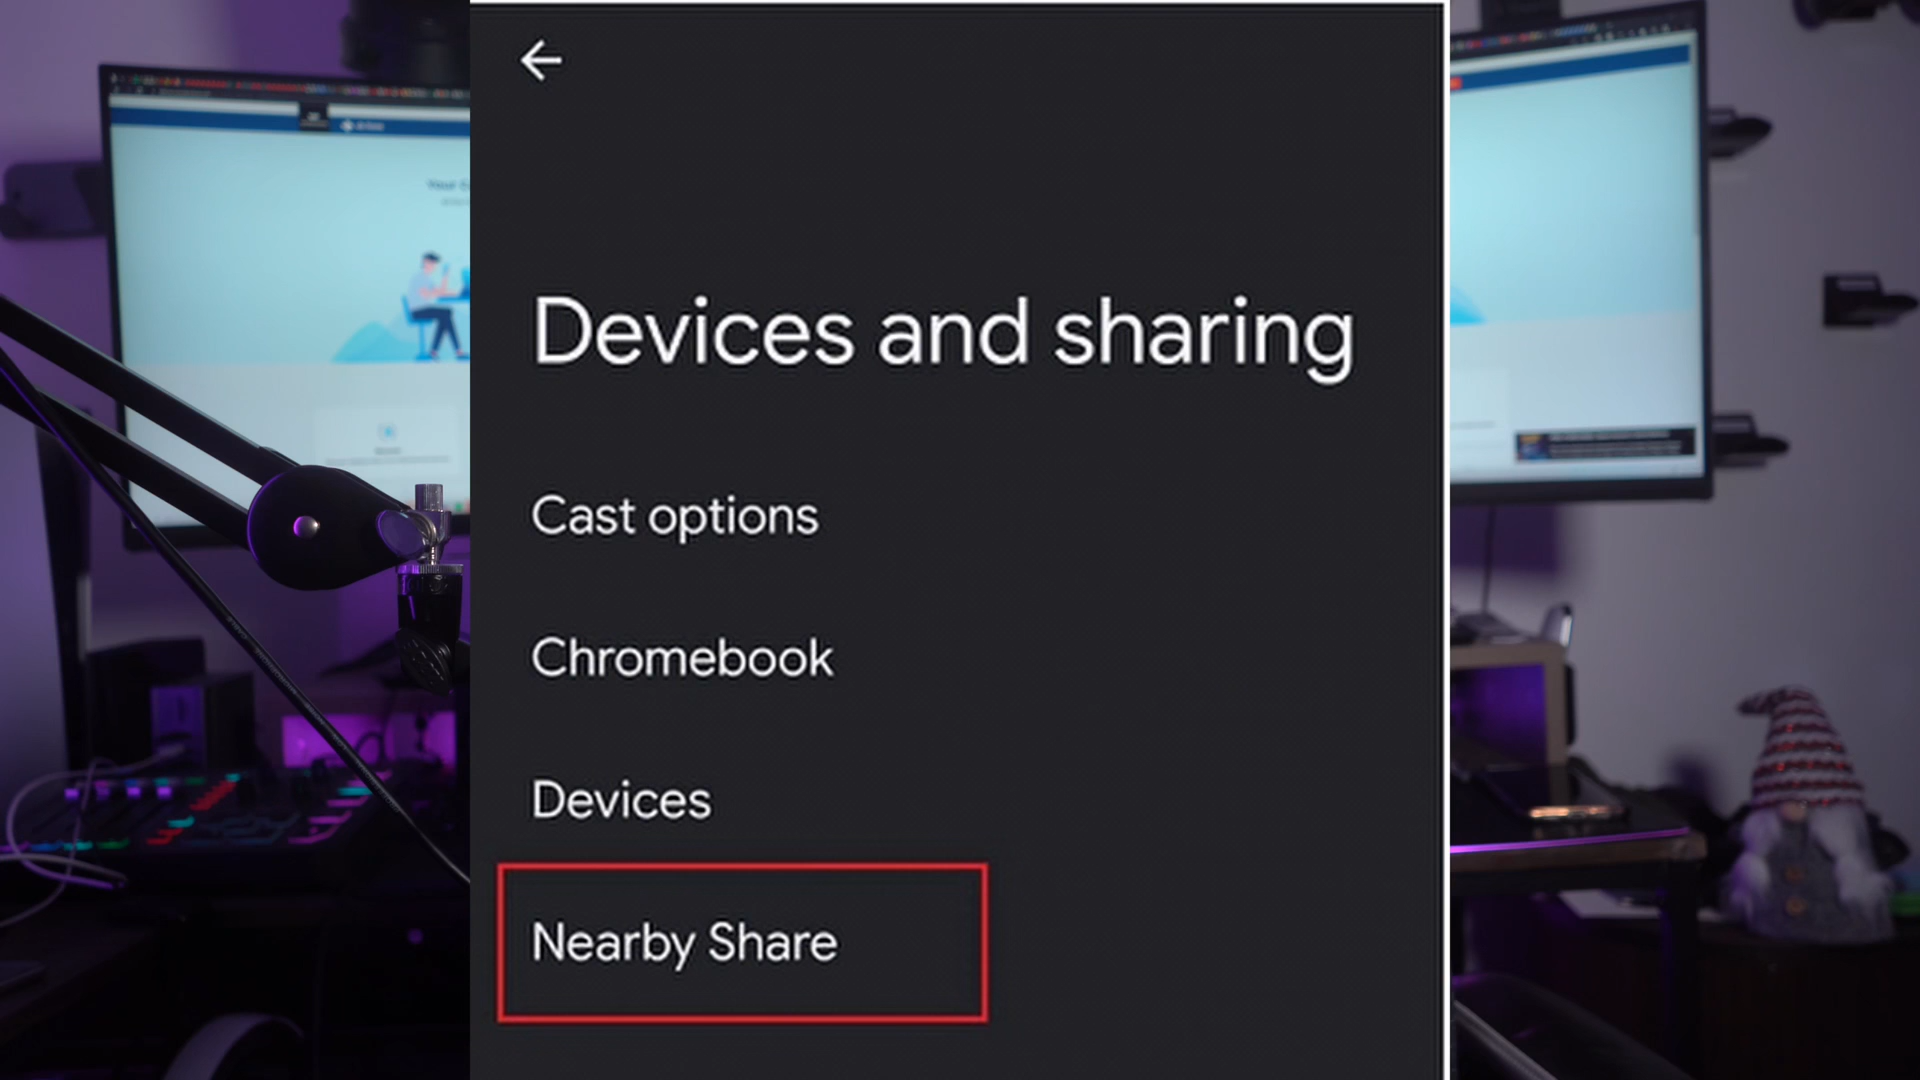 Devices and sharing
Cast options
Chromebook
Devices
Nearby Share